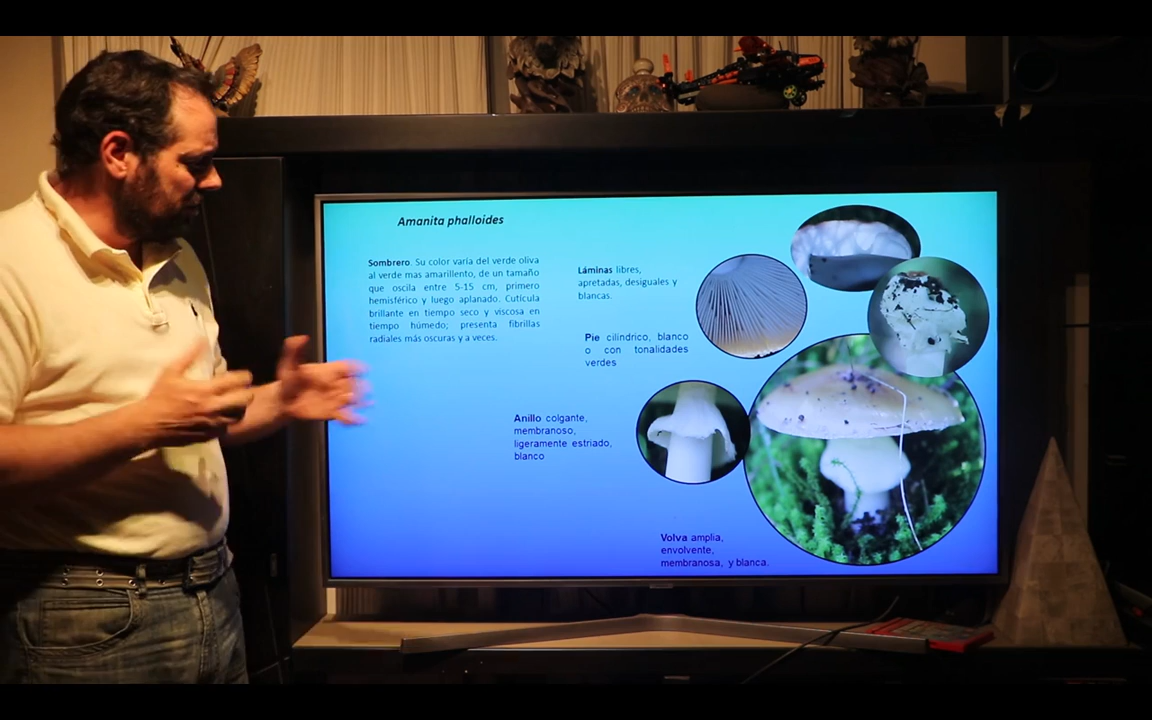 Amanita phalloides
Sombrero. Su color varía del verde oliva
al verde mas amarillento, de un tamaño
que oscila entre 5-15 cm, primero
hemisférico y luego aplanado. Cutícula
brillante en tiempo seco y viscosa en
tiempo húmedo; presenta fibrillas
radiales más oscuras y a veces.
Láminas libres,
apretadas, desiguales y
blancas.
Pie cilíndrico, blanco
o con tonalidades
verdes
Anillo colgante,
membranoso,
ligeramente estriado,
blanco
Volva amplia,
envolvente,
membranosa, y blanca.